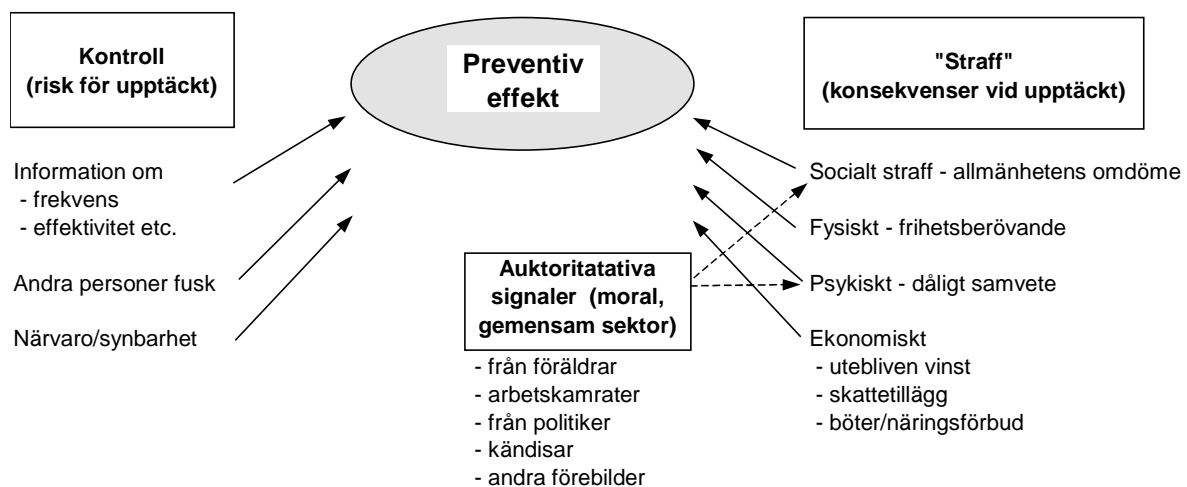 Kontroll
(risk för upptäckt)
Information om
- frekvens
- effektivitet etc.
Andra personer fusk
Närvaro/synbarhet
Preventiv
effekt
Auktoritatativa
signaler (moral,
gemensam sektor)
- från föräldrar
- arbetskamrater
- från politiker
- kändisar
- andra förebilder
"Straff"
(konsekvenser vid upptäckt)
Socialt straff - allmänhetens omdöme
Fysiskt - frihetsberövande
Psykiskt - dåligt samvete
Ekonomiskt
- utebliven vinst
- skattetillägg
- böter/näringsförbud